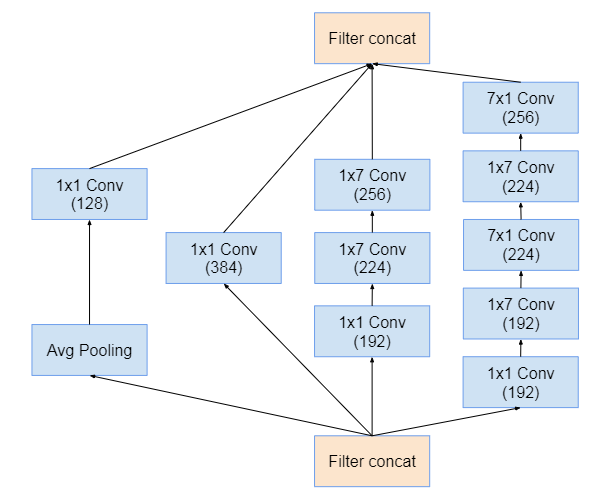 Filter concat
7x1 Conv
(256)
1x7 Conv
(224)
1x1 Conv
(128)
1x7 Conv
(256)
7x1 Conv
(224)
1x1 Conv
(384)
1x7 Conv
(224)
1x7 Conv
(192)
1x1 Conv
(192)
Avg Pooling
1x1 Conv
(192)
Filter concat